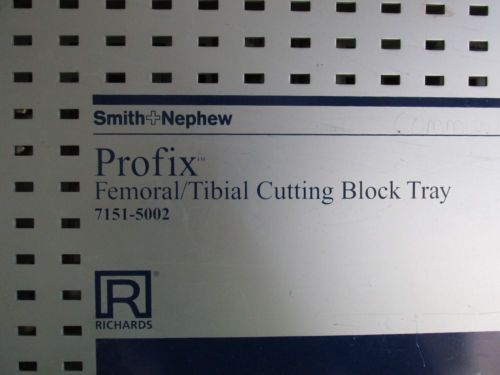 Smith+Nephew
Profix™
Femoral/Tibial Cutting Block Tray
7151-5002
R®
RICHARDS